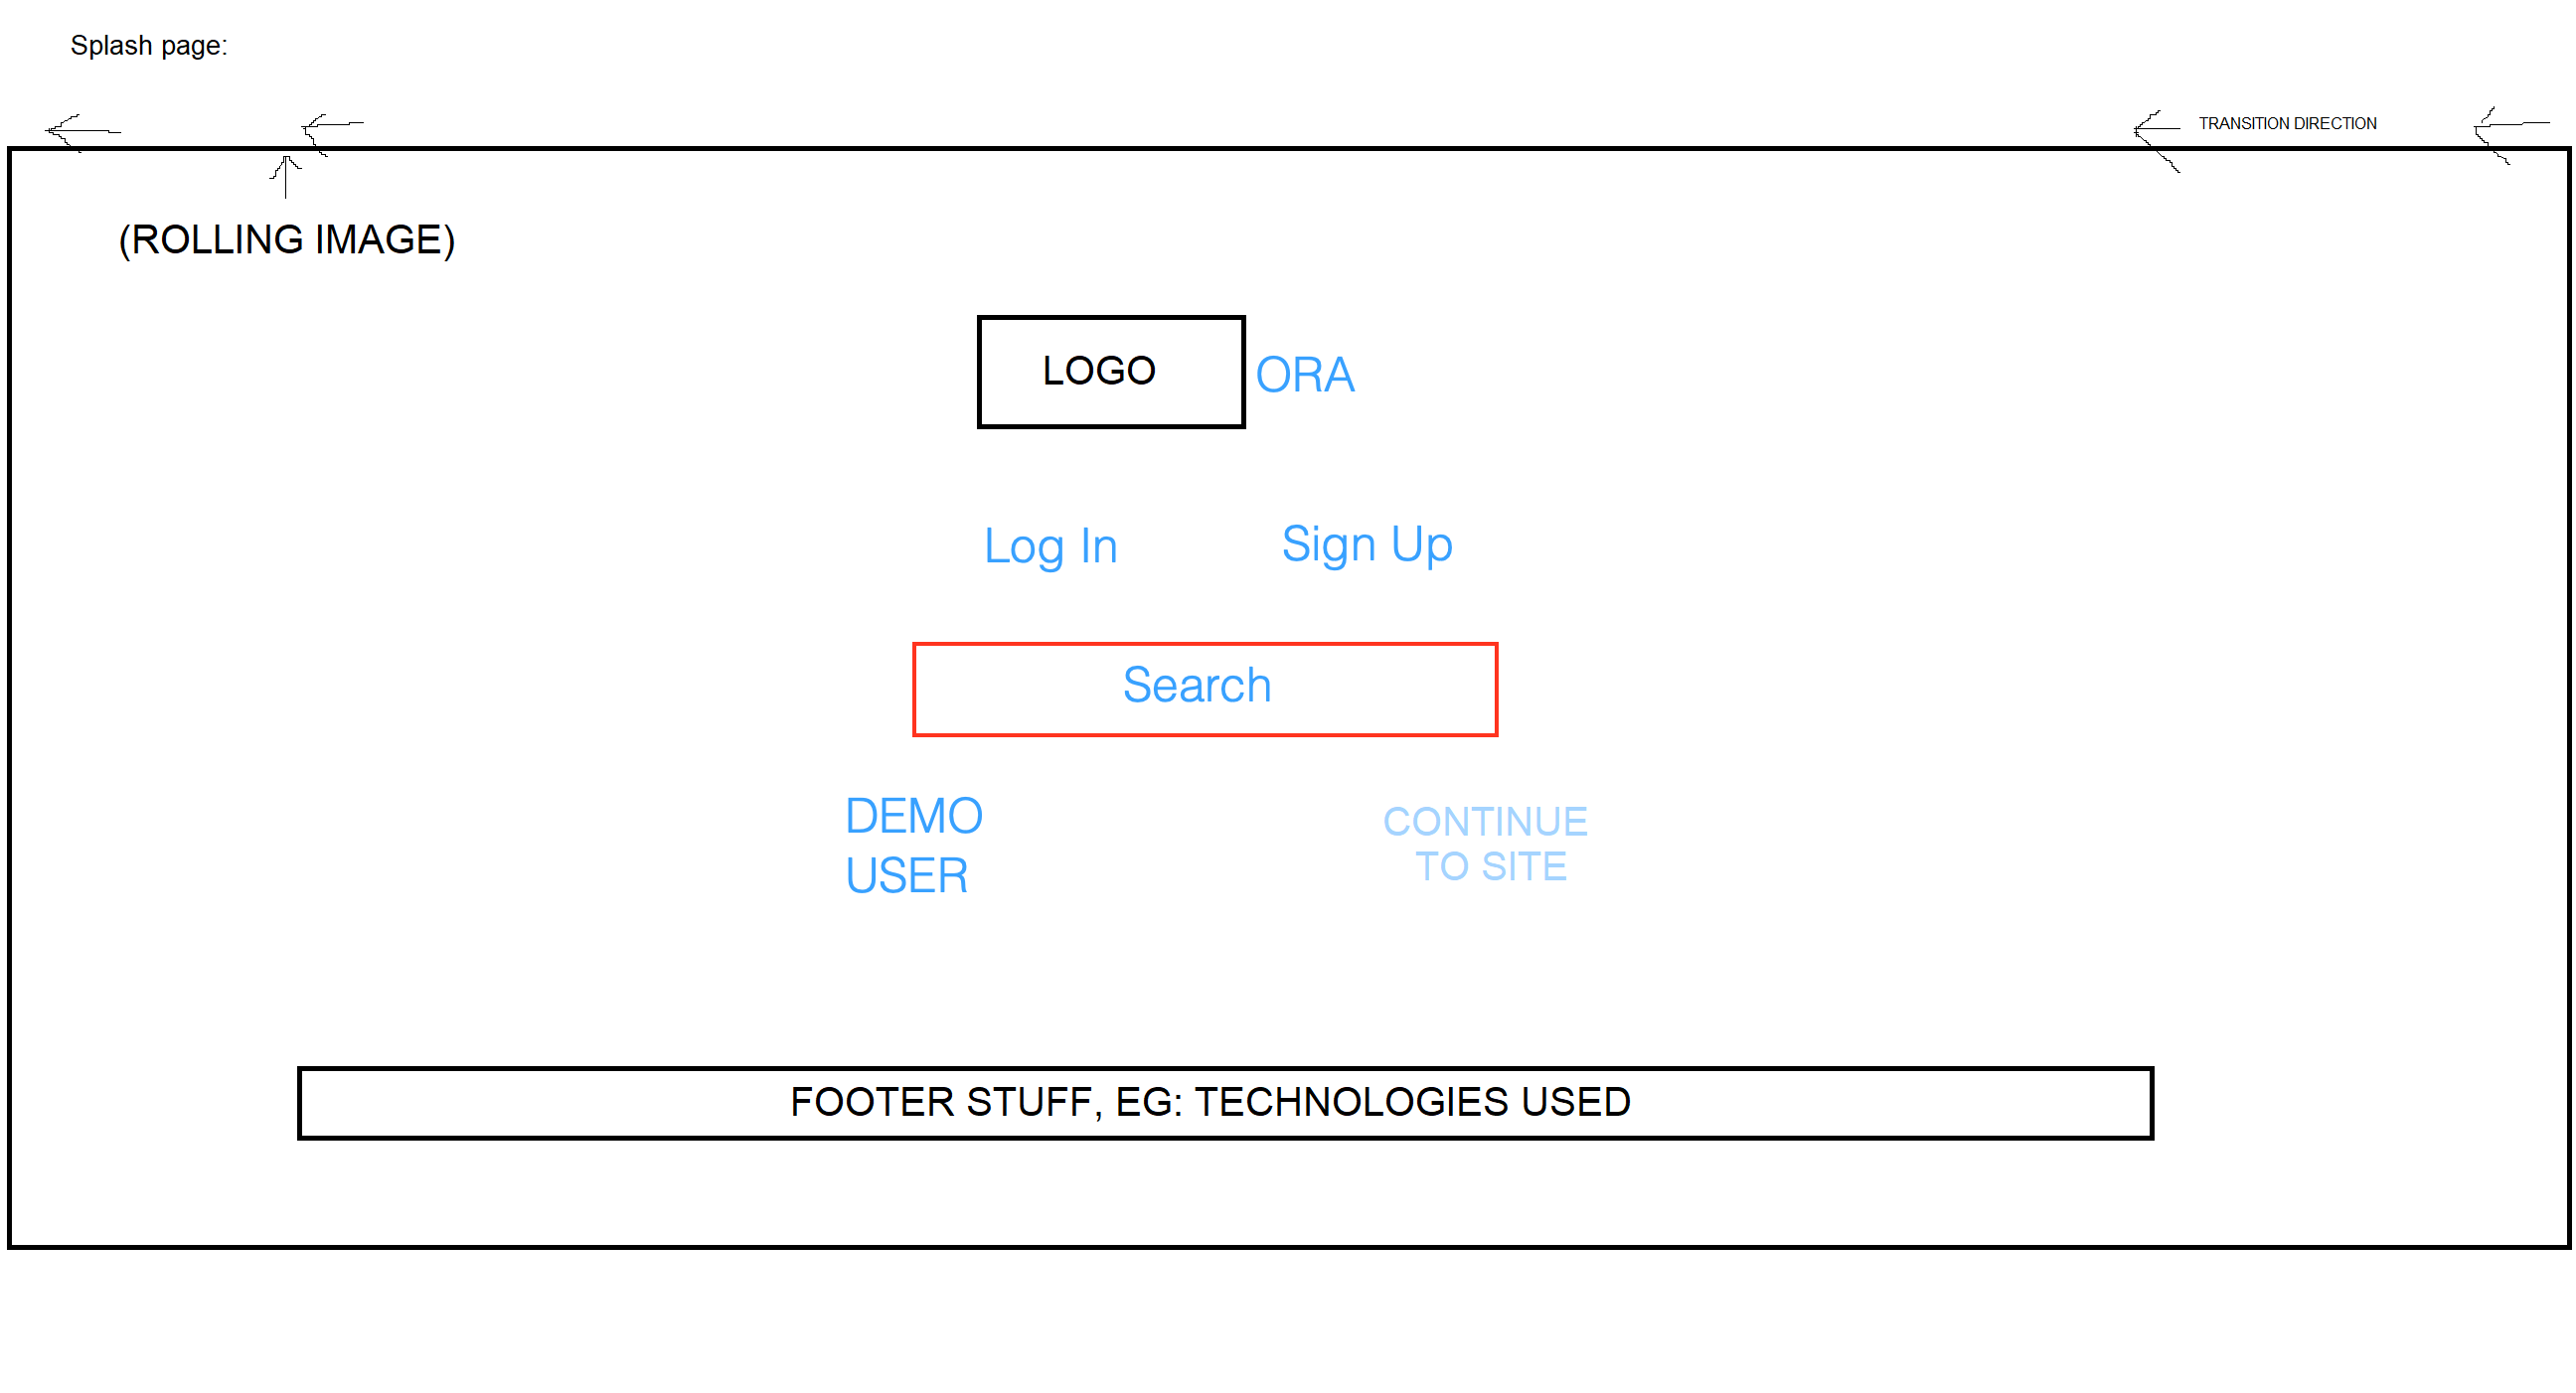 Splash page:
TRANSITION DIRECTION
(ROLLING IMAGE)
LOGO
ORA
Log In
Sign Up
Search
DEMO
USER
CONTINUE
TO SITE
FOOTER STUFF, EG: TECHNOLOGIES USED